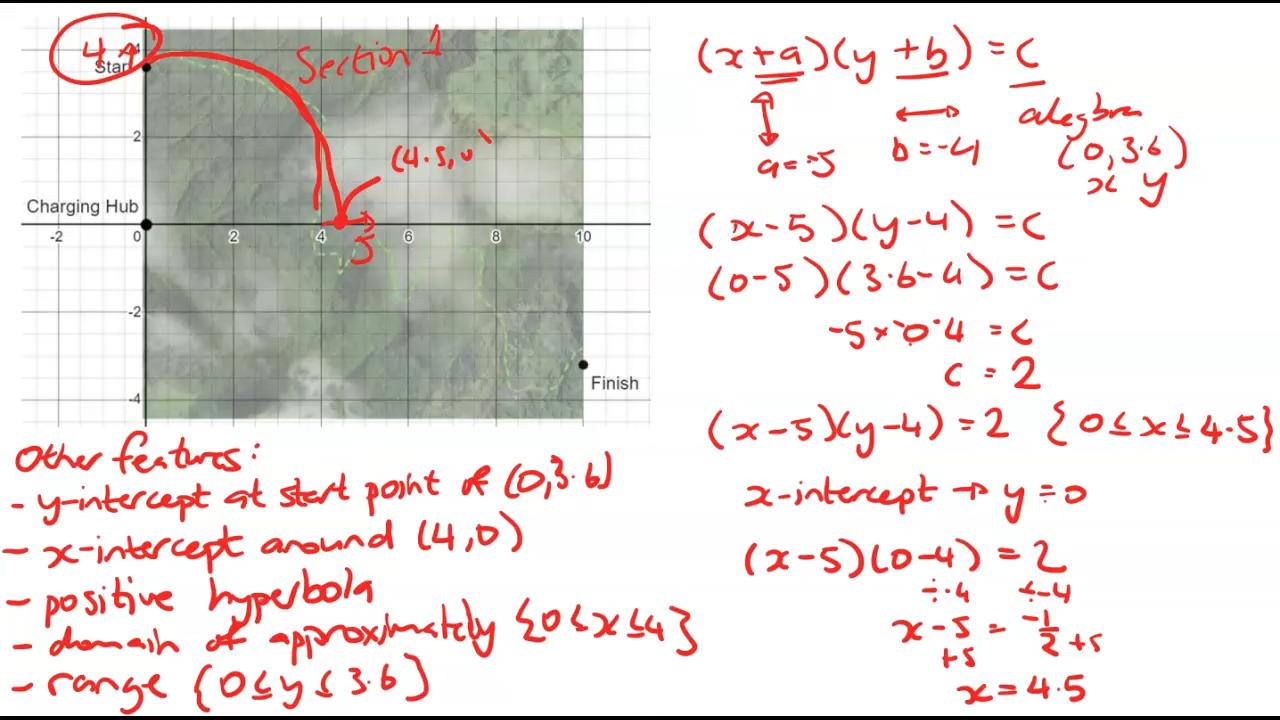 4
Start
Section 1
2
(4.5, 0)
Charging Hub
-2
0
2
4
6
8
10
5
-2
-4
Finish
Other features:
- y-intercept at start point of (0,3.6)
- x-intercept around (4,0)
- positive hyperbola
- domain of approximately {0≤x≤4}
- range {0≤y≤3.6}
(x+a)(y+b)=c
a=-5
b=-4
algebra
(0,3.6)
x y
(x-5)(y-4)=c
(0-5)(3.6-4)=c
-5×-0.4=c
c=2
(x-5)(y-4)=2 {0≤x≤4.5}
x-intercept → y=0
(x-5)(0-4)=2
÷-4 ÷-4
x-5=-1/2
+5 +5
x=4.5